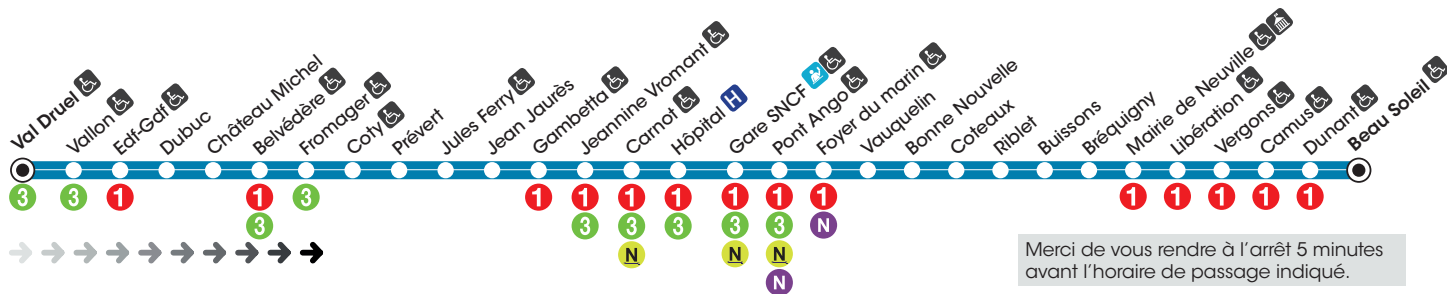 Val Druel
Vallon
Edf-Gdf
Dubuc
Château Michel
Belvédère
Fromager
Coty
Prévert
Jules Ferry
Jean Jaurès
Gambetta
Jeannine Vromant
Carnot
Hôpital H
Gare SNCF
Pont Ango
Foyer du marin
Vauquelin
Bonne Nouvelle
Coteaux
Riblet
Buissons
Bréquigny
Mairie de Neuville
Libération
Vergons
Camus
Dunant
Beau Soleil
3 3 1 1 3 1 1 1 1 1 1 1 1 1 1 1 1
3 3 3 3 3 3 N
N N N
N
Merci de vous rendre à l'arrêt 5 minutes
avant l'horaire de passage indiqué.